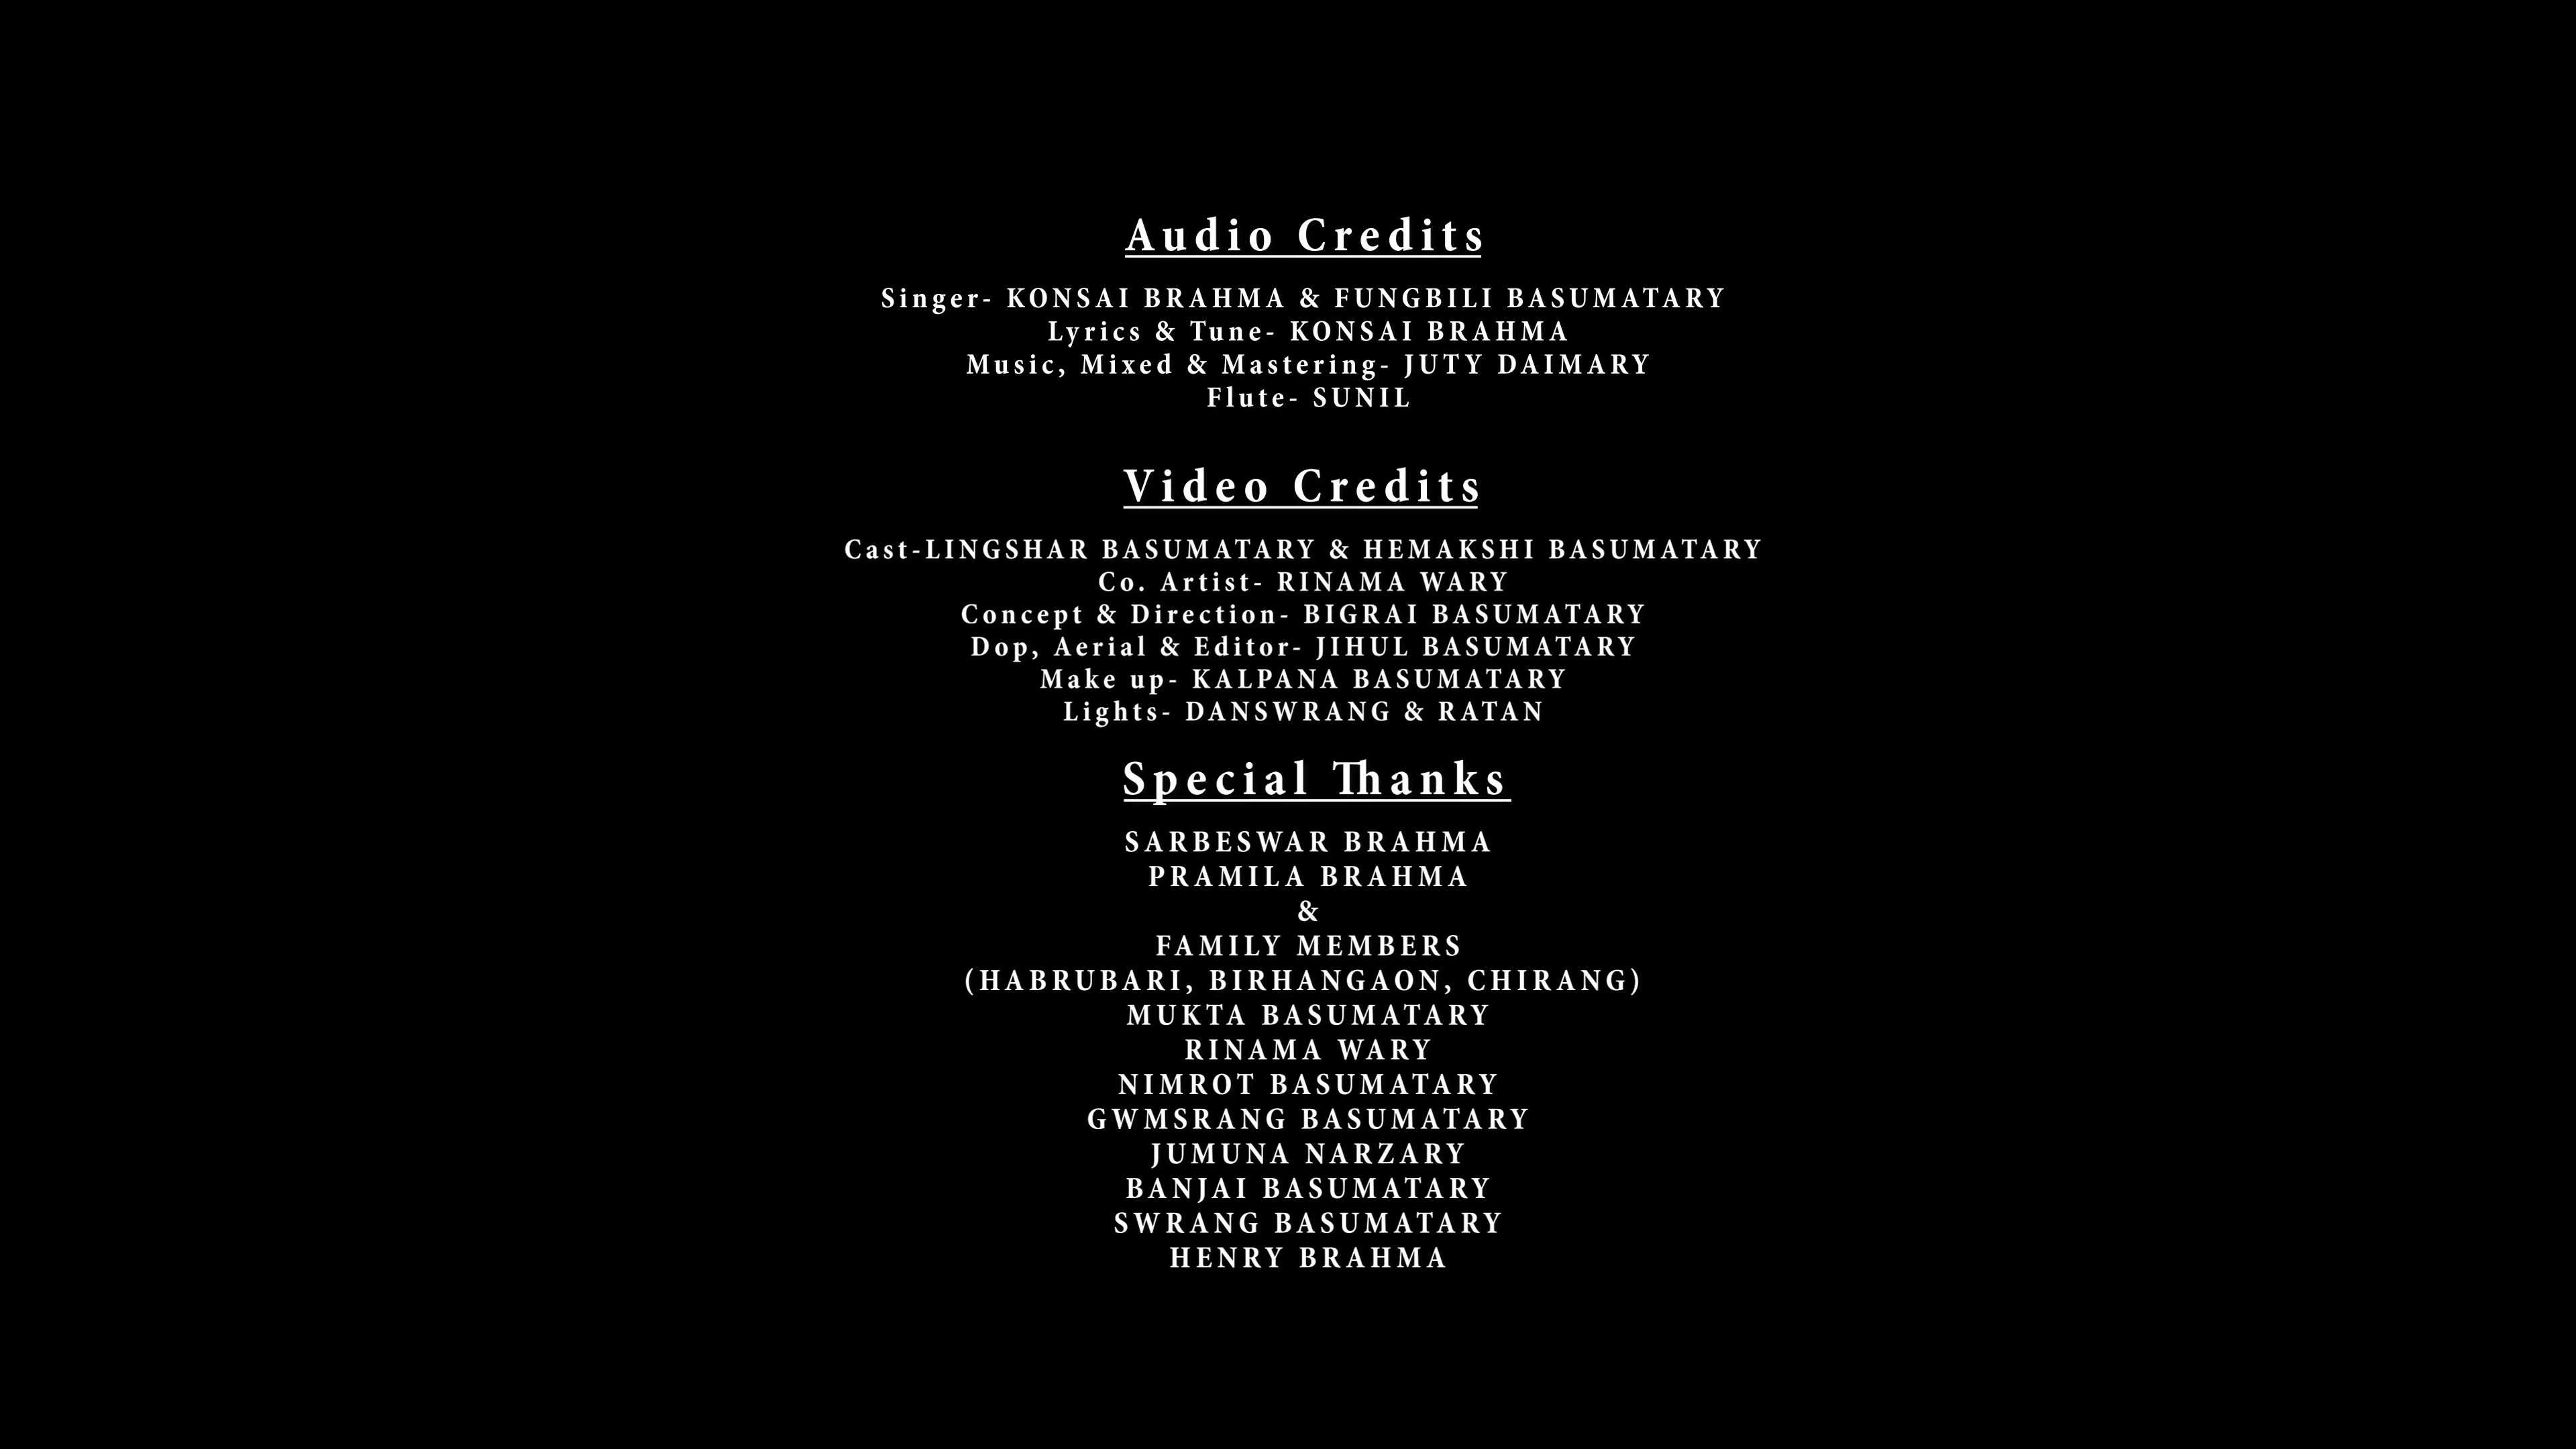 Audio Credits
Singer- KONSAI BRAHMA & FUNGBILI BASUMATARY
Lyrics & Tune- KONSAI BRAHMA
Music, Mixed & Mastering- JUTY DAIMARY
Flute- SUNIL
Video Credits
Cast-LINGSHAR BASUMATARY & HEMAKSHI BASUMATARY
Co. Artist- RINAMA WARY
Concept & Direction- BIGRAI BASUMATARY
Dop, Aerial & Editor- JIHUL BASUMATARY
Make up- KALPANA BASUMATARY
Lights- DANSWRANG & RATAN
Special Thanks
SARBESWAR BRAHMA
PRAMILA BRAHMA
&
FAMILY MEMBERS
(HABRUBARI, BIRHANGAON, CHIRANG)
MUKTA BASUMATARY
RINAMA WARY
NIMROT BASUMATARY
GWMSRANG BASUMATARY
JUMUNA NARZARY
BANJAI BASUMATARY
SWRANG BASUMATARY
HENRY BRAHMA